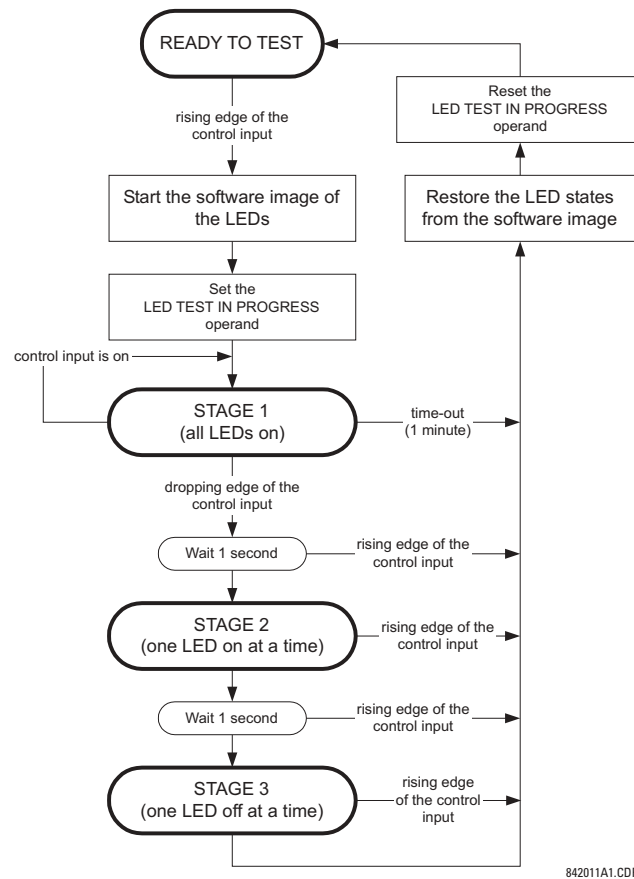 READY TO TEST
rising edge of the
control input
Start the software image of
the LEDs
Set the
LED TEST IN PROGRESS
operand
control input is on
STAGE 1
(all LEDs on)
time-out
(1 minute)
dropping edge of the
control input
Wait 1 second
rising edge of the
control input
STAGE 2
(one LED on at a time)
rising edge of the
control input
Wait 1 second
rising edge of the
control input
STAGE 3
(one LED off at a time)
rising edge
of the control
input
Restore the LED states
from the software image
Reset the
LED TEST IN PROGRESS
operand